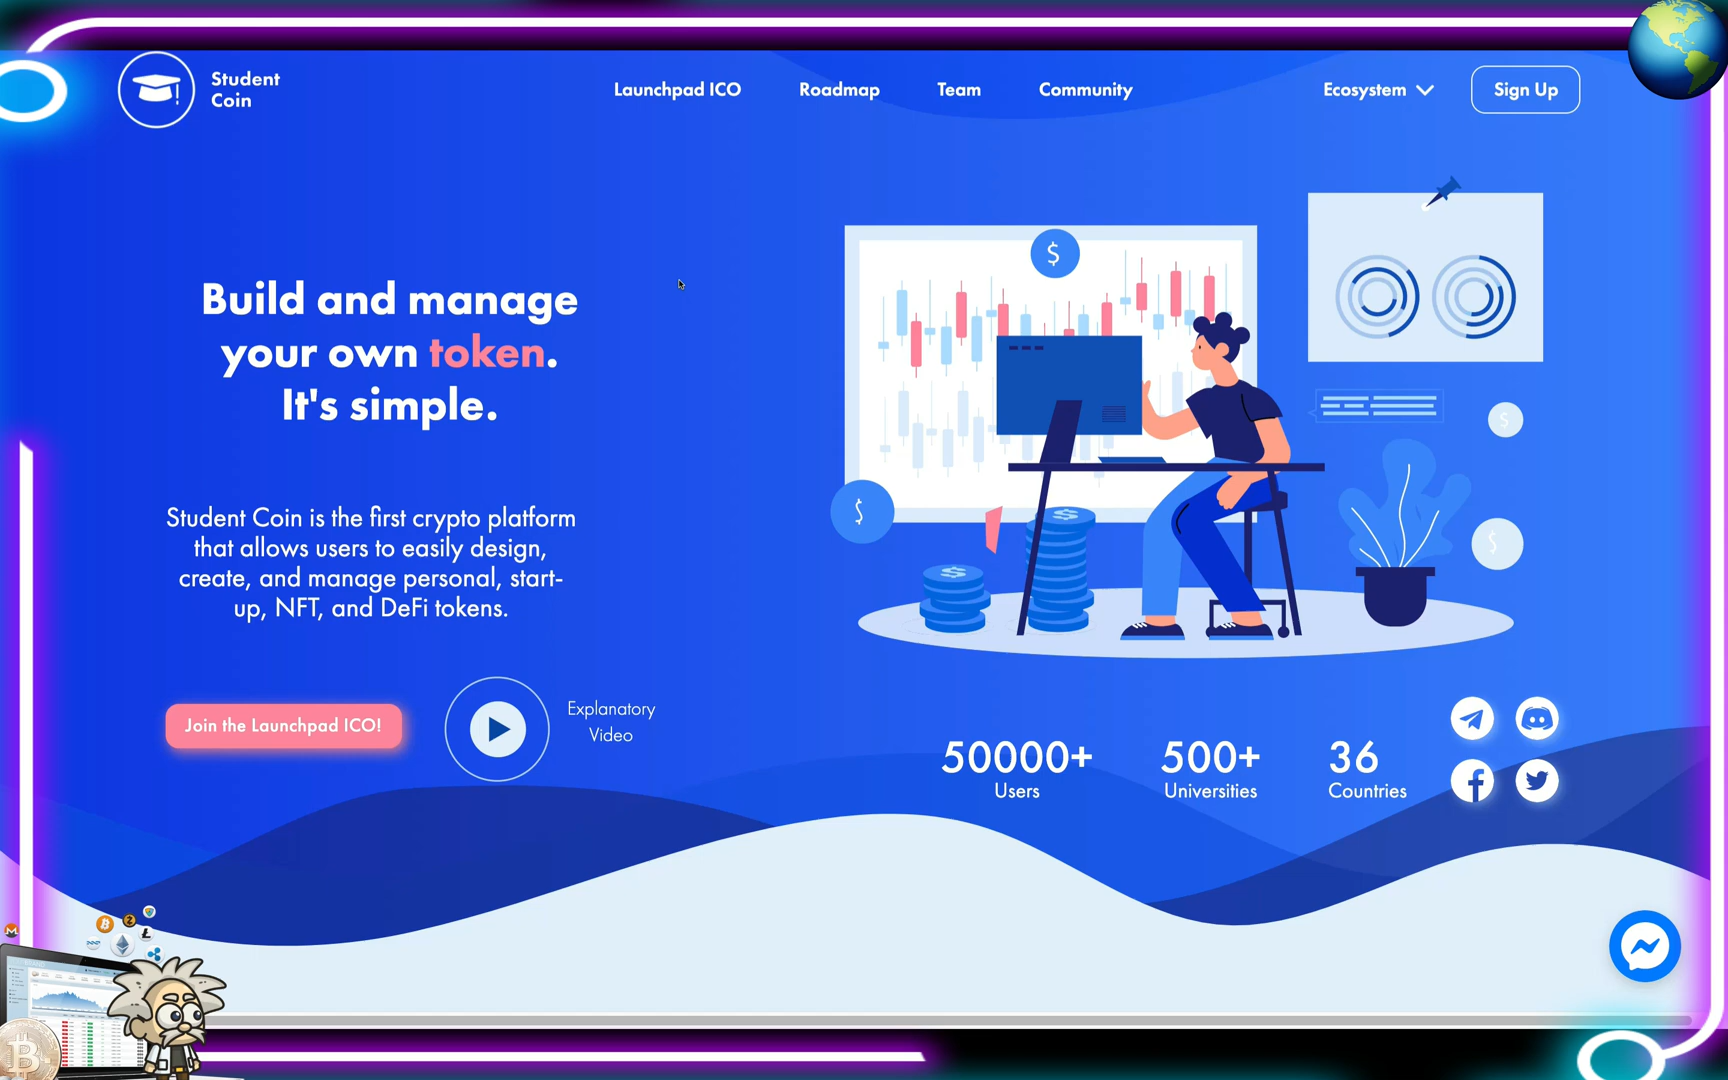 Student
Coin
Launchpad ICO
Roadmap
Team
Community
Ecosystem
Sign Up
Build and manage
your own token.
It's simple.
Student Coin is the first crypto platform
that allows users to easily design,
create, and manage personal, start-
up, NFT, and DeFi tokens.
Join the Launchpad ICO!
Explanatory
Video
50000+
Users
500+
Universities
36
Countries